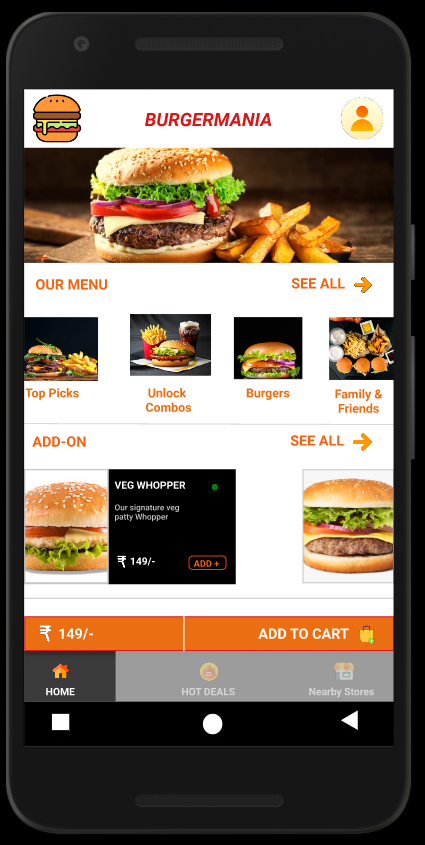 BURGERMANIA
OUR MENU
SEE ALL
Top Picks
Unlock
Combos
Burgers
Family &
Friends
ADD-ON
SEE ALL
VEG WHOPPER
Our signature veg
patty Whopper
₹ 149/-
ADD +
₹ 149/-
ADD TO CART
HOME
HOT DEALS
Nearby Stores